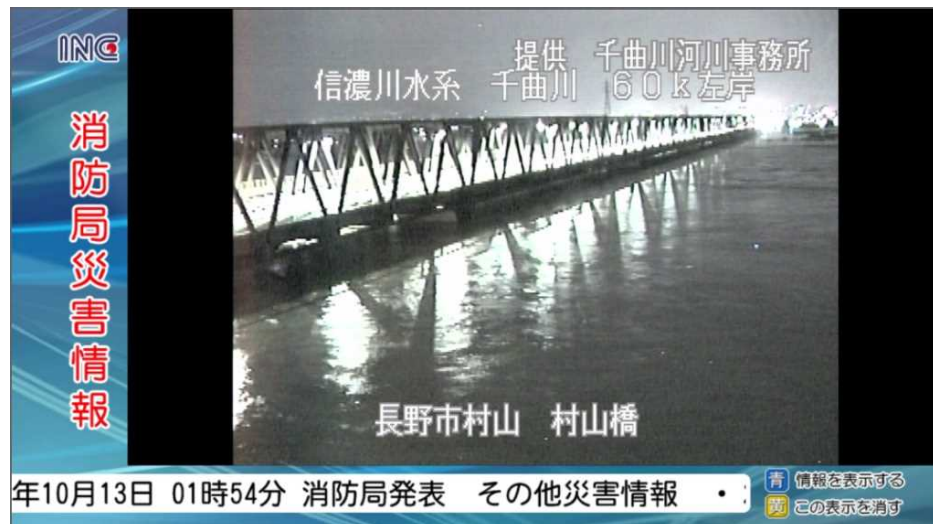 INC
消防局災害情報
提供 千曲川河川事務所
信濃川水系 千曲川 60k左岸
長野市村山 村山橋
年10月13日 01時54分 消防局発表 その他災害情報 ・
青 情報を表示する
黄 この表示を消す